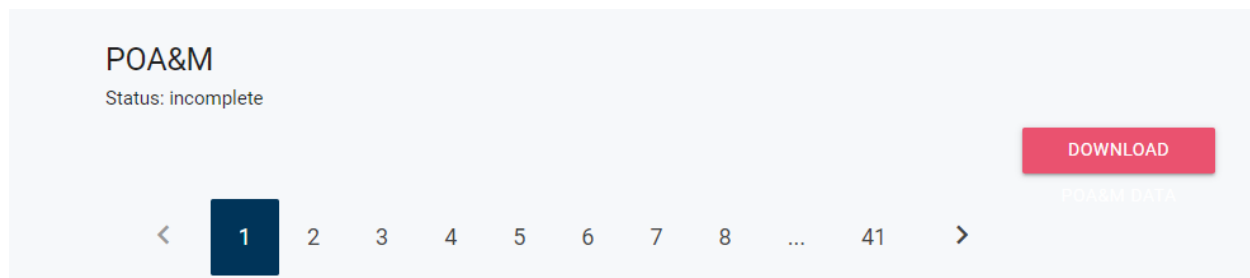 POA&M
Status: incomplete
DOWNLOAD
POA&M DATA
< 1 2 3 4 5 6 7 8 ... 41 >